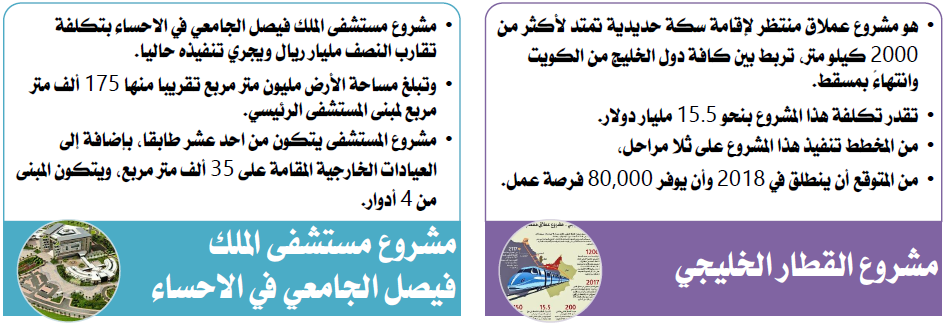 هو مشروع عملاق منتظر لإقامة سكة حديدية تمتد لأكثر من
2000 كيلو متر، تربط بين كافة دول الخليج من الكويت
وانتهاءً بمسقط.
تقدر تكلفة هذا المشروع بنحو 15.5 مليار دولار.
من المخطط تنفيذ هذا المشروع على ثلا مراحل،
من المتوقع أن ينطلق في 2018 وأن يوفر 80,000 فرصة عمل.
مشروع القطار الخليجي
2017
200
15.5
مشروع مستشفى الملك فيصل الجامعي في الاحساء بتكلفة
تقارب النصف مليار ريال ويجري تنفيذه حاليا.
وتبلغ مساحة الأرض مليون متر مربع تقريبا منها 175 ألف متر
مربع لمبنى المستشفى الرئيسي.
مشروع المستشفى يتكون من احد عشر طابقا، بإضافة إلى
العيادات الخارجية المقامة على 35 ألف متر مربع، ويتكون المبنى
من 4 أدوار.
مشروع مستشفى الملك
فيصل الجامعي في الاحساء